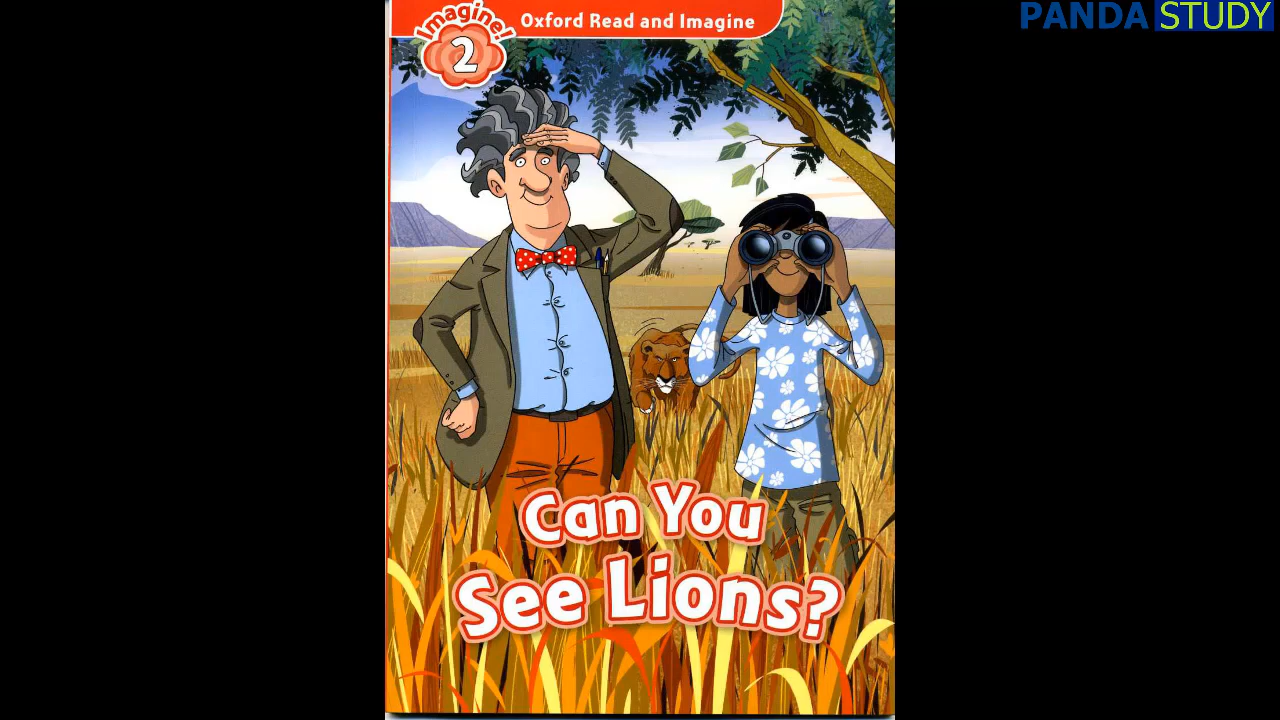 PANDA STUDY
Oxford Read and Imagine
Imagine!
2
Can You
See Lions?